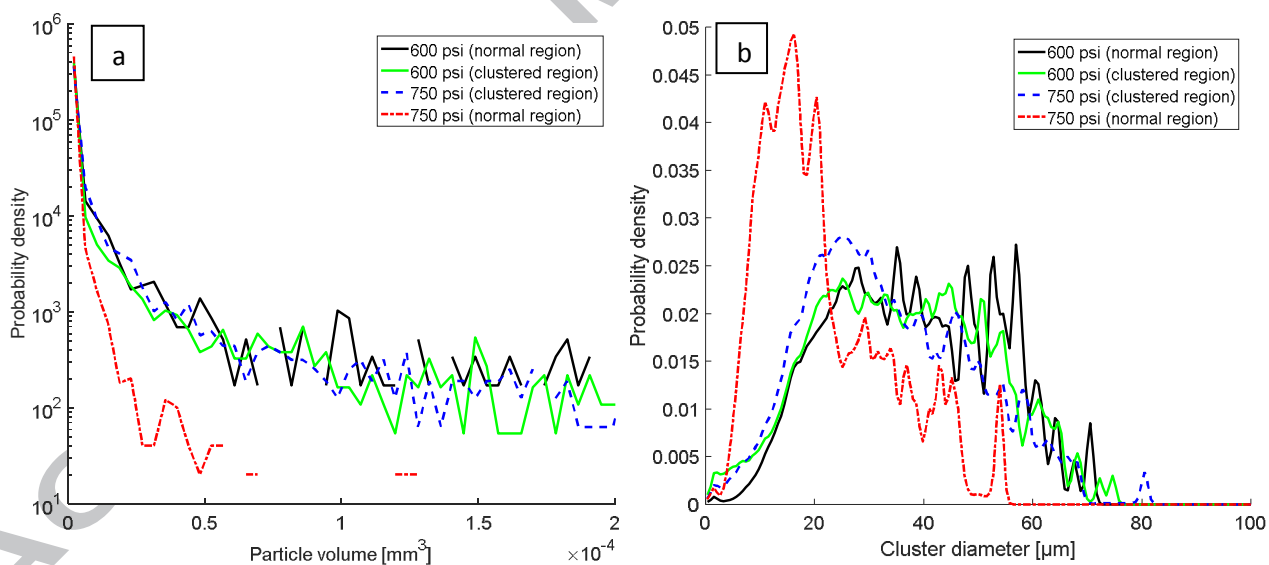 a
600 psi (normal region)
600 psi (clustered region)
750 psi (clustered region)
750 psi (normal region)
Probability density
10^6
10^5
10^4
10^3
10^2
10^1
0
0.5
1
1.5
2
×10^-4
Particle volume [mm^3]
b
600 psi (normal region)
600 psi (clustered region)
750 psi (clustered region)
750 psi (normal region)
Probability density
0.05
0.045
0.04
0.035
0.03
0.025
0.02
0.015
0.01
0.005
0
0
20
40
60
80
100
Cluster diameter [µm]